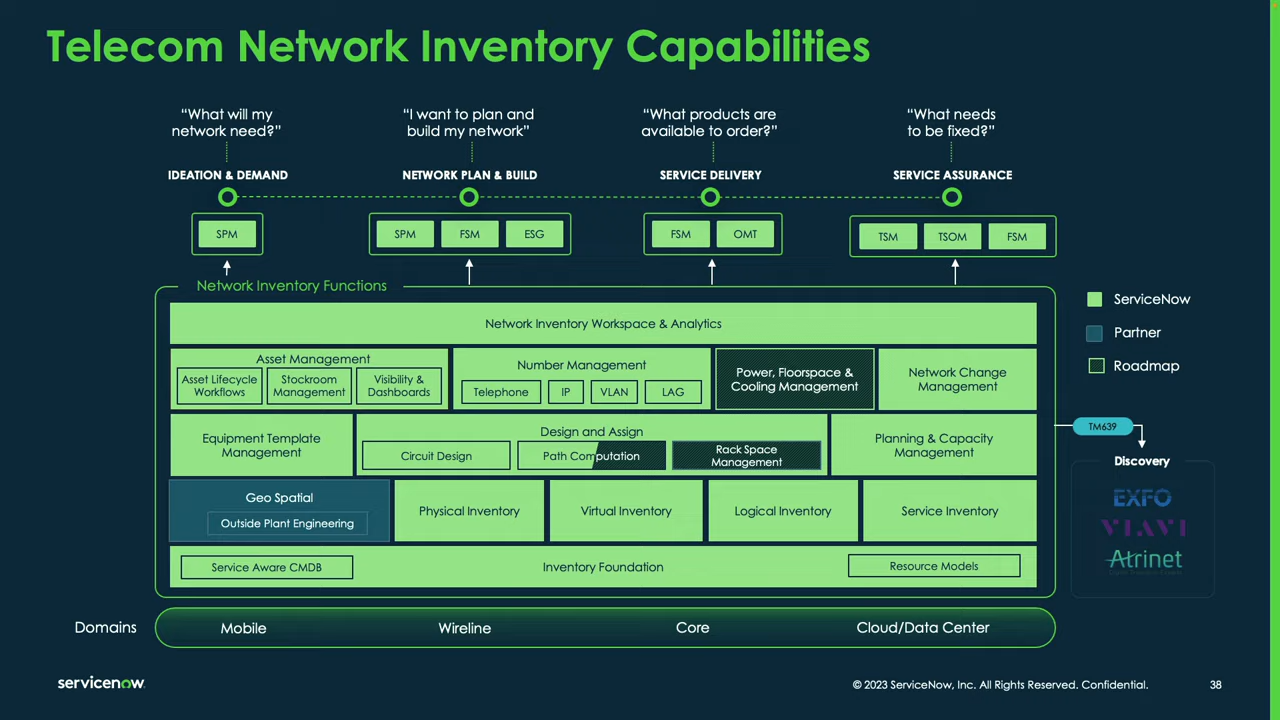 Telecom Network Inventory Capabilities
“What will my
network need?”
“I want to plan and
build my network”
“What products are
available to order?”
“What needs
to be fixed?”
IDEATION & DEMAND
NETWORK PLAN & BUILD
SERVICE DELIVERY
SERVICE ASSURANCE
SPM
SPM
FSM
ESG
FSM
OMT
TSM
TSOM
FSM
Network Inventory Functions
Network Inventory Workspace & Analytics
Asset Management
Asset Lifecycle
Workflows
Stockroom
Management
Visibility &
Dashboards
Number Management
Telephone
IP
VLAN
LAG
Power, Floorspace &
Cooling Management
Network Change
Management
Equipment Template
Management
Design and Assign
Circuit Design
Path Computation
Rack Space
Management
Planning & Capacity
Management
Geo Spatial
Outside Plant Engineering
Physical Inventory
Virtual Inventory
Logical Inventory
Service Inventory
Service Aware CMDB
Inventory Foundation
Resource Models
ServiceNow
Partner
Roadmap
TM639
Discovery
EXFO
VIAVI
Atrinet
Domains
Mobile
Wireline
Core
Cloud/Data Center
servicenow
© 2023 ServiceNow, Inc. All Rights Reserved. Confidential.
38